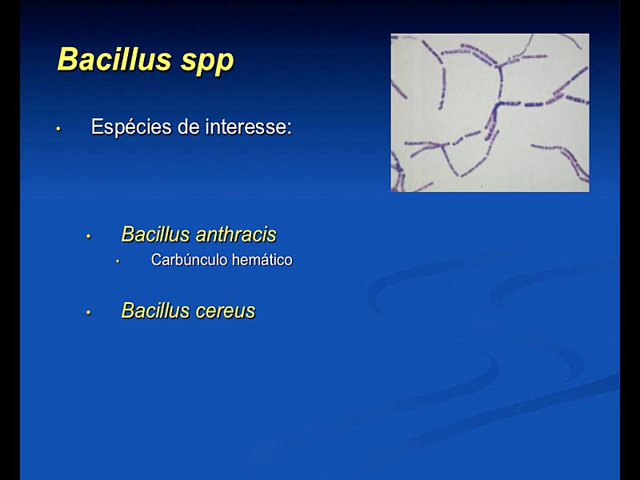 Bacillus spp
• Espécies de interesse:
• Bacillus anthracis
• Carbúnculo hemático
• Bacillus cereus